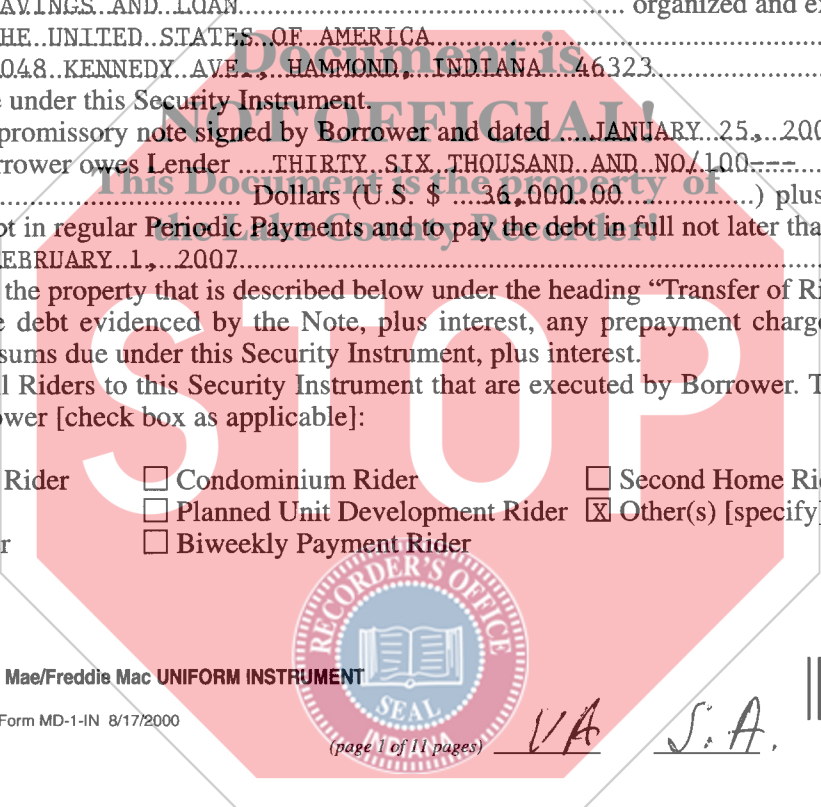 AVINGS AND LOAN organized and e
HE UNITED STATES OF AMERICA
048 KENNEDY AVE., HAMMOND, INDIANA 46323
e under this Security Instrument.
promissory note signed by Borrower and dated JANUARY 25, 200
rrower owes Lender THIRTY SIX THOUSAND AND NO/100---
Dollars (U.S. $ 36,000.00 ) plus
bt in regular Periodic Payments and to pay the debt in full not later tha
EBRUARY 1, 2007
the property that is described below under the heading “Transfer of Ri
e debt evidenced by the Note, plus interest, any prepayment charge
sums due under this Security Instrument, plus interest.
l Riders to this Security Instrument that are executed by Borrower. T
ower [check box as applicable]:
Rider ☐ Condominium Rider ☐ Second Home Ri
☐ Planned Unit Development Rider ☒ Other(s) [specify]
r ☐ Biweekly Payment Rider
Mae/Freddie Mac UNIFORM INSTRUMENT
Form MD-1-IN 8/17/2000
(page 1 of 11 pages) VA S.A.
Document is
NOT OFFICIAL!
This Document is the property of
the Lake County Recorder!
STOP
RECORDER'S OFFICE
SEAL
INDIANA